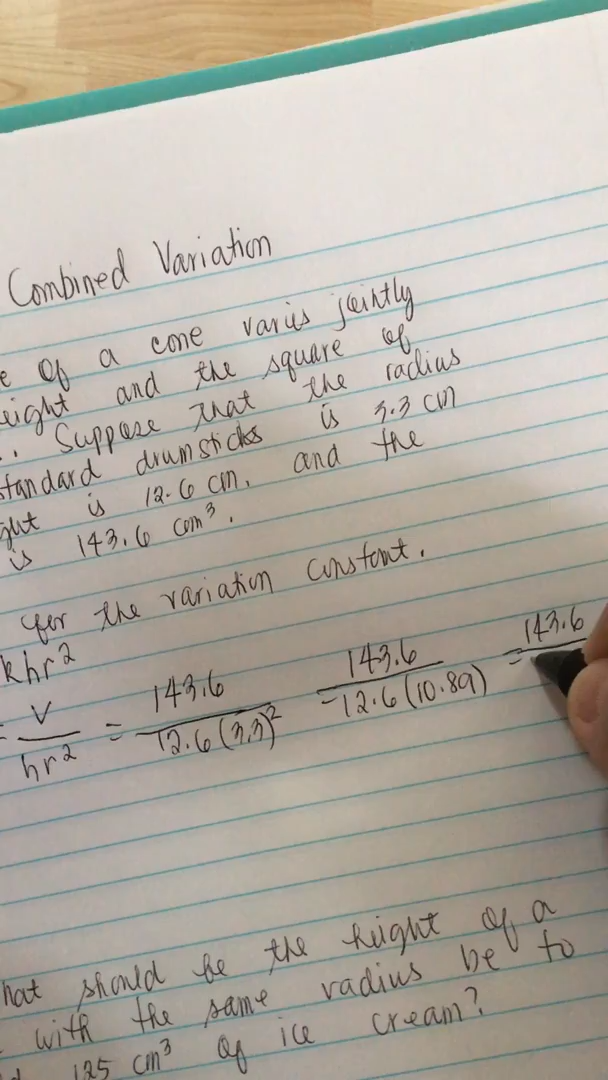 Combined Variation
e of a cone varies jointly
eight and the square of
.. Suppose that the radius
standard drumsticks is 3.3 cm
ght is 12.6 cm, and the
is 143.6 cm³.
for the variation constant.
khr²
= V/hr² = 143.6/12.6(3.3)² = 143.6/12.6(10.89) = 143.6
hat should be the height of a
with the same radius be to
125 cm³ of ice cream?